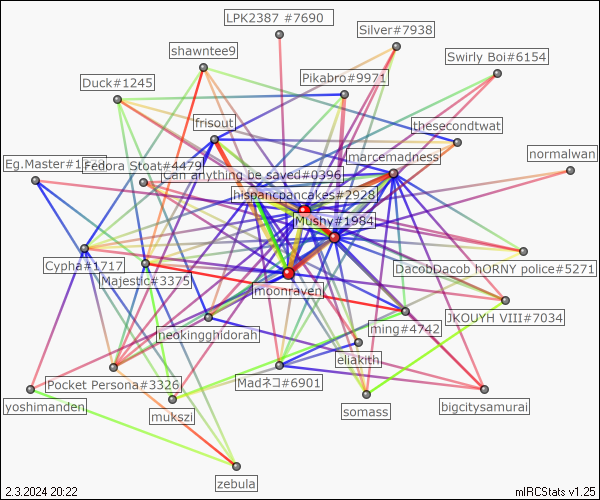 LPK2387 #7690
Silver#7938
shawntee9
Swirly Boi#6154
Pikabro#9971
Duck#1245
frisout
thesecondtwat
marcemadness
normalwan
Eg.Master#1
Fedora Stoat#4479
Can anything be saved#0396
hispanicpancakes#2928
Mushy#1984
Cypha#1717
Majestic#3375
DacobDacob hORNY police#5271
moonraven
JKOUYH VIII#7034
neokingghidorah
ming#4742
eliakith
Pocket Persona#3326
Madネコ#6901
yoshimanden
mukszi
somass
bigcitysamurai
zebula
2.3.2024 20:22
mIRCStats v1.25